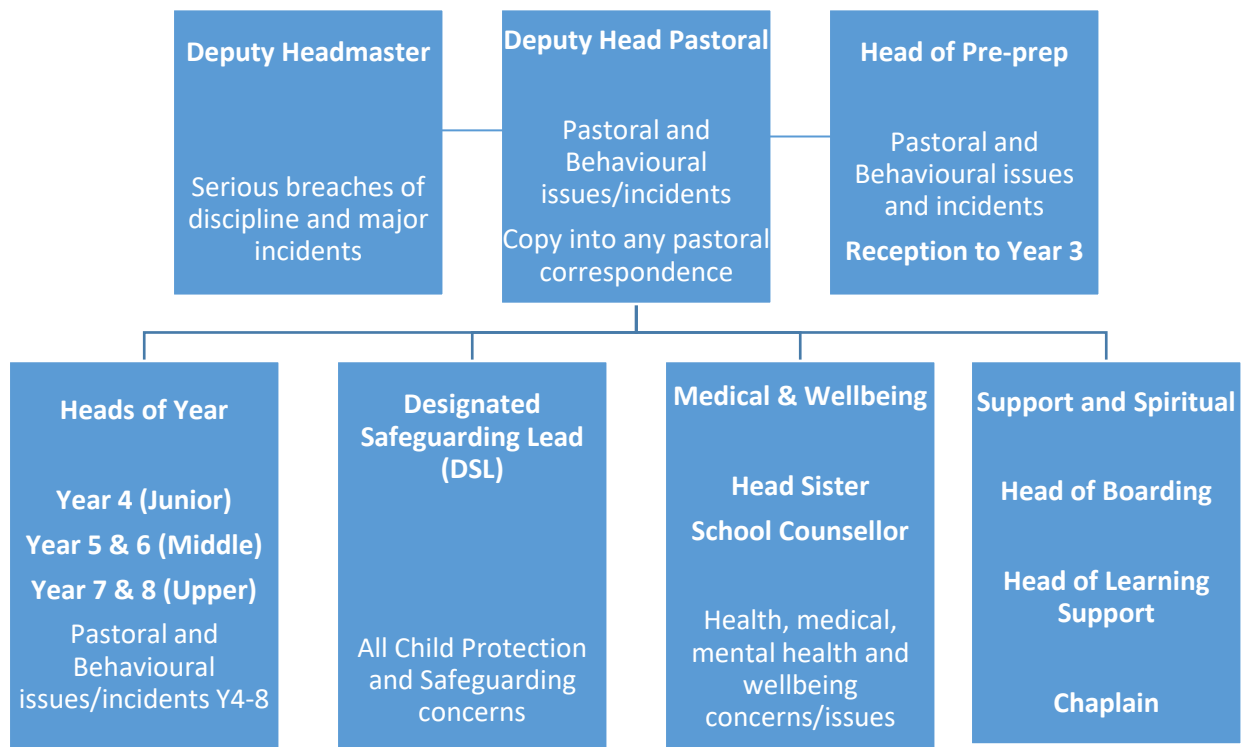 Deputy Headmaster
Serious breaches of
discipline and major
incidents
Deputy Head Pastoral
Pastoral and
Behavioural
issues/incidents
Copy into any pastoral
correspondence
Head of Pre-prep
Pastoral and
Behavioural issues
and incidents
Reception to Year 3
Heads of Year
Year 4 (Junior)
Year 5 & 6 (Middle)
Year 7 & 8 (Upper)
Pastoral and
Behavioural
issues/incidents Y4-8
Designated
Safeguarding Lead
(DSL)
All Child Protection
and Safeguarding
concerns
Medical & Wellbeing
Head Sister
School Counsellor
Health, medical,
mental health and
wellbeing
concerns/issues
Support and Spiritual
Head of Boarding
Head of Learning
Support
Chaplain